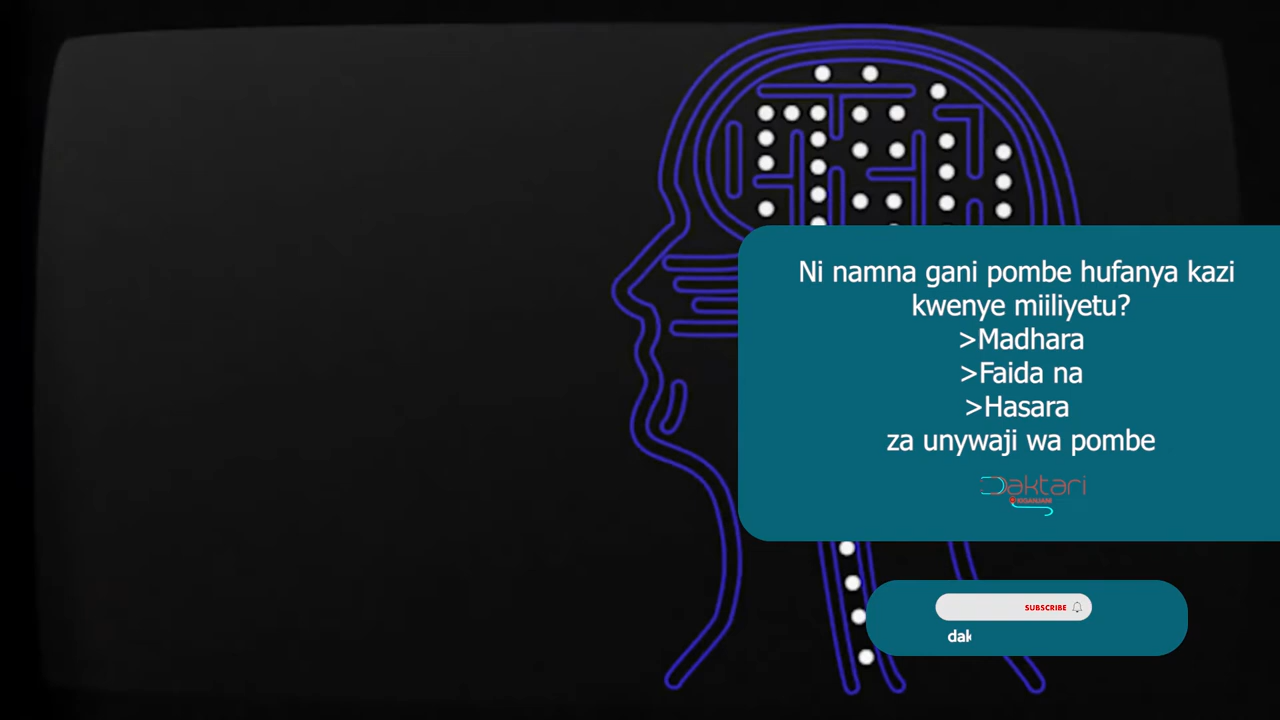 Ni namna gani pombe hufanya kazi
kwenye miiliyetu?
>Madhara
>Faida na
>Hasara
za unywaji wa pombe
Daktari
SUBSCRIBE
dak